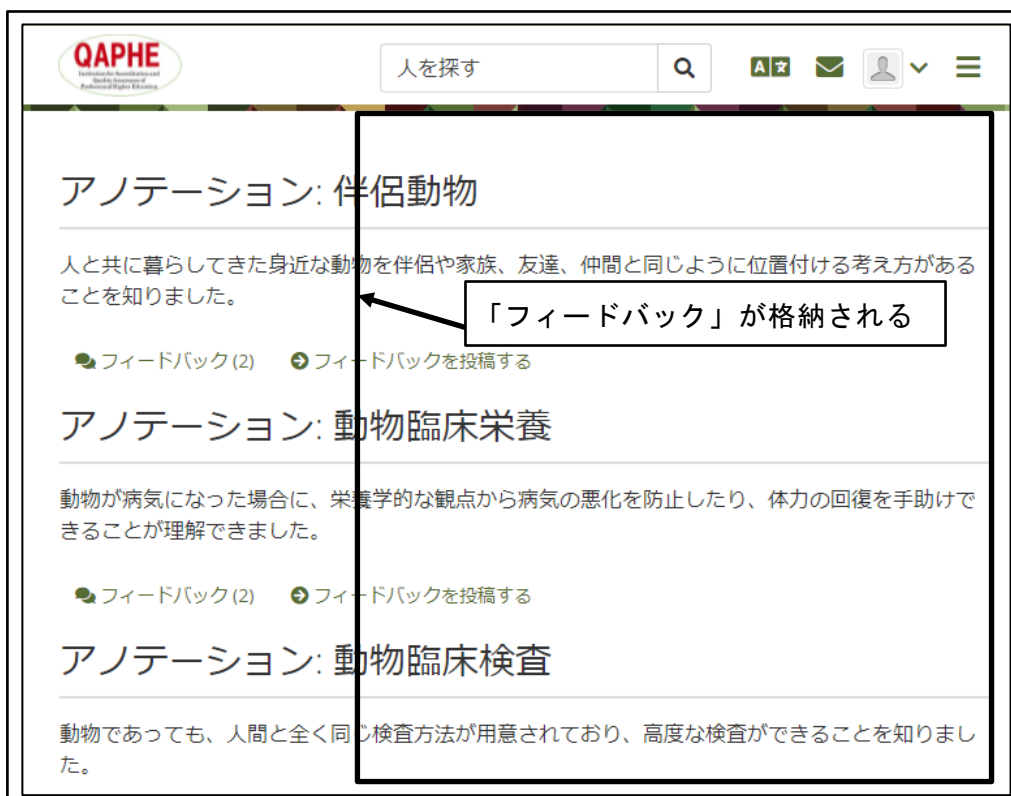 QAPHE
Institution for Accreditation and
Quality Assurance of
Professional Higher Education
人を探す
アノテーション: 伴侶動物
人と共に暮らしてきた身近な動物を伴侶や家族、友達、仲間と同じように位置付ける考え方がある
ことを知りました。
「フィードバック」が格納される
フィードバック (2) フィードバックを投稿する
アノテーション: 動物臨床栄養
動物が病気になった場合に、栄養学的な観点から病気の悪化を防止したり、体力の回復を手助けで
きることが理解できました。
フィードバック (2) フィードバックを投稿する
アノテーション: 動物臨床検査
動物であっても、人間と全く同じ検査方法が用意されており、高度な検査ができることを知りまし
た。